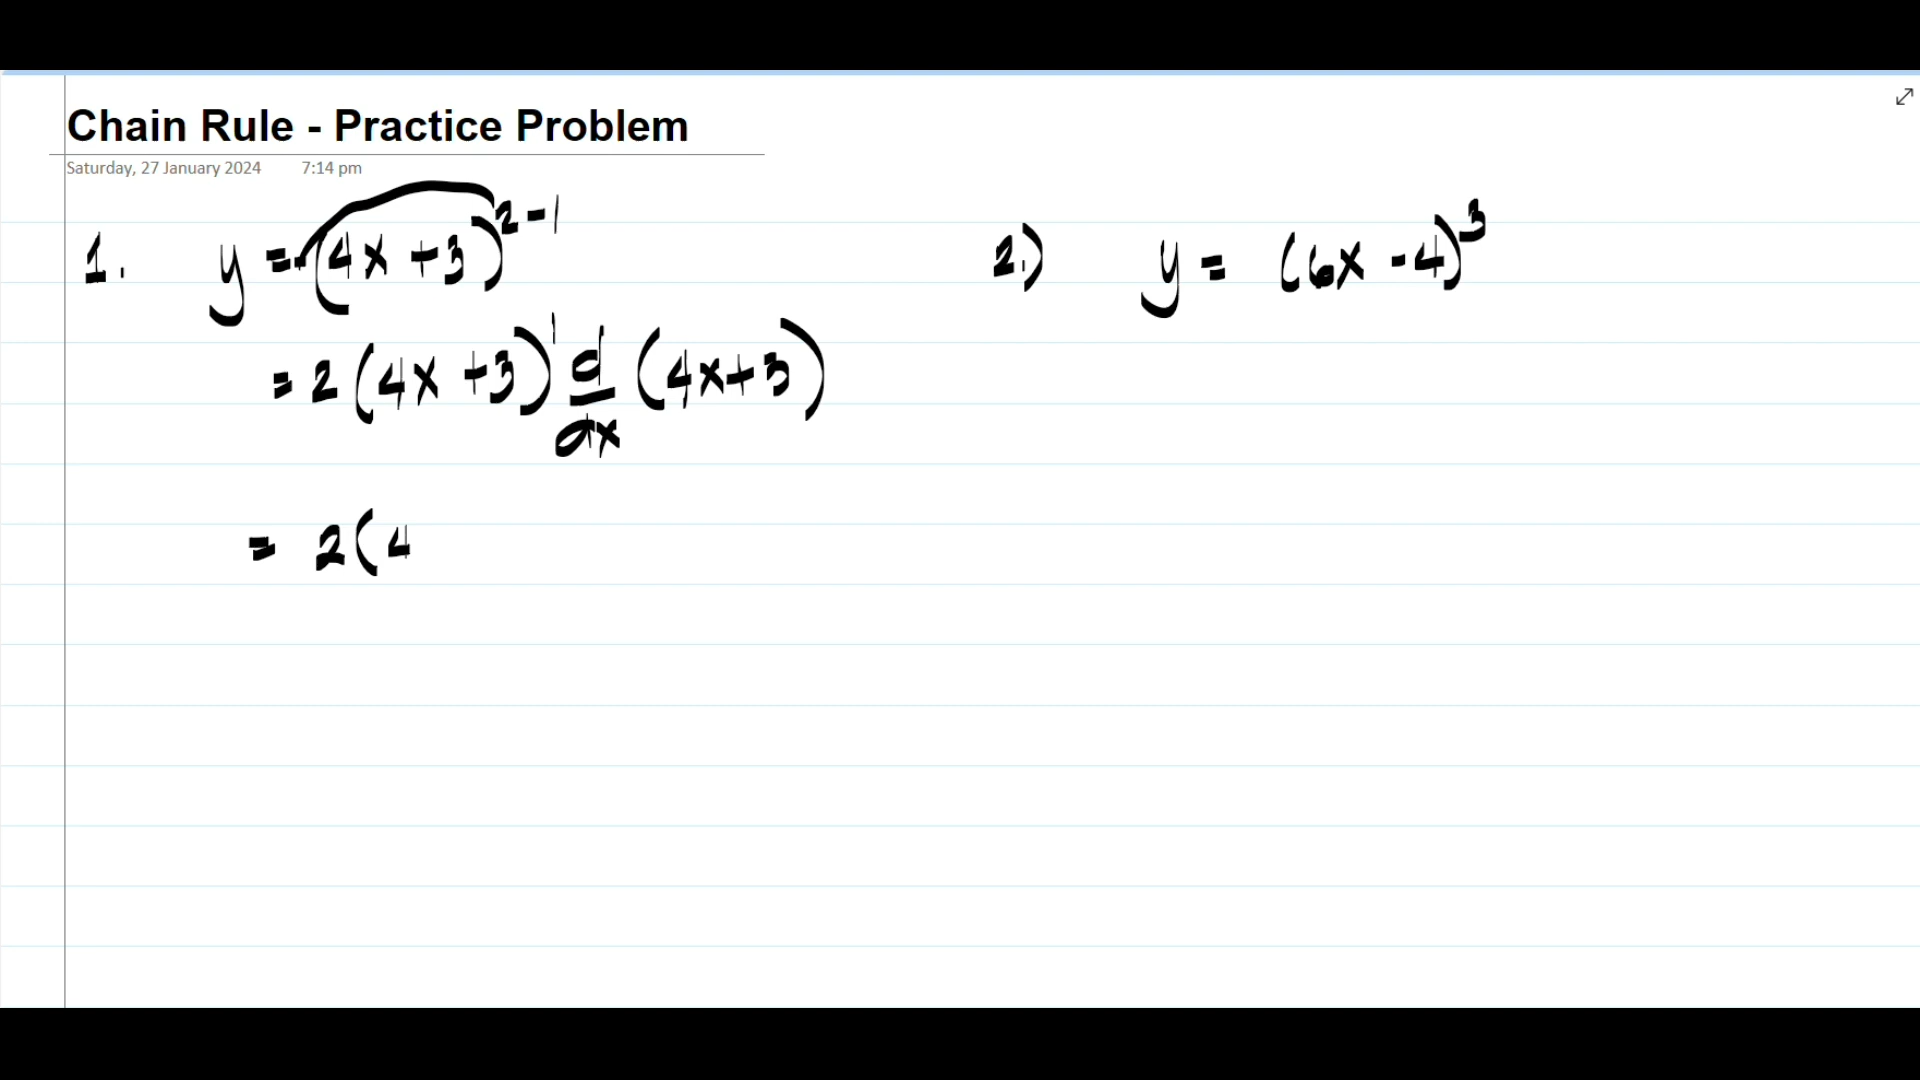 Chain Rule - Practice Problem
Saturday, 27 January 2024 7:14 pm
1. y = (4x + 3)^2-1
= 2(4x + 3)^1 d/dx (4x+3)
= 2(4
2.) y = (6x - 4)^3